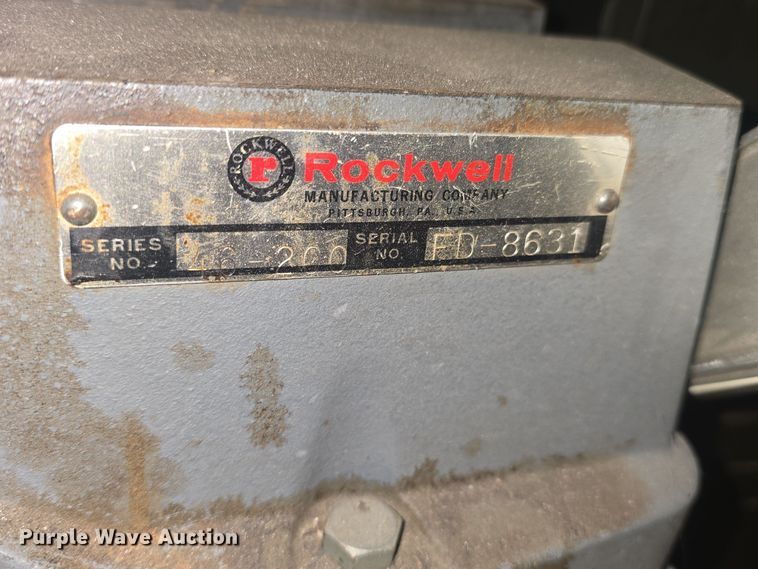 ROCKWELL
r
Rockwell
MANUFACTURING COMPANY
PITTSBURGH, PA., U.S.A.
SERIES NO. 46-200 SERIAL NO. FD-8631
Purple Wave Auction